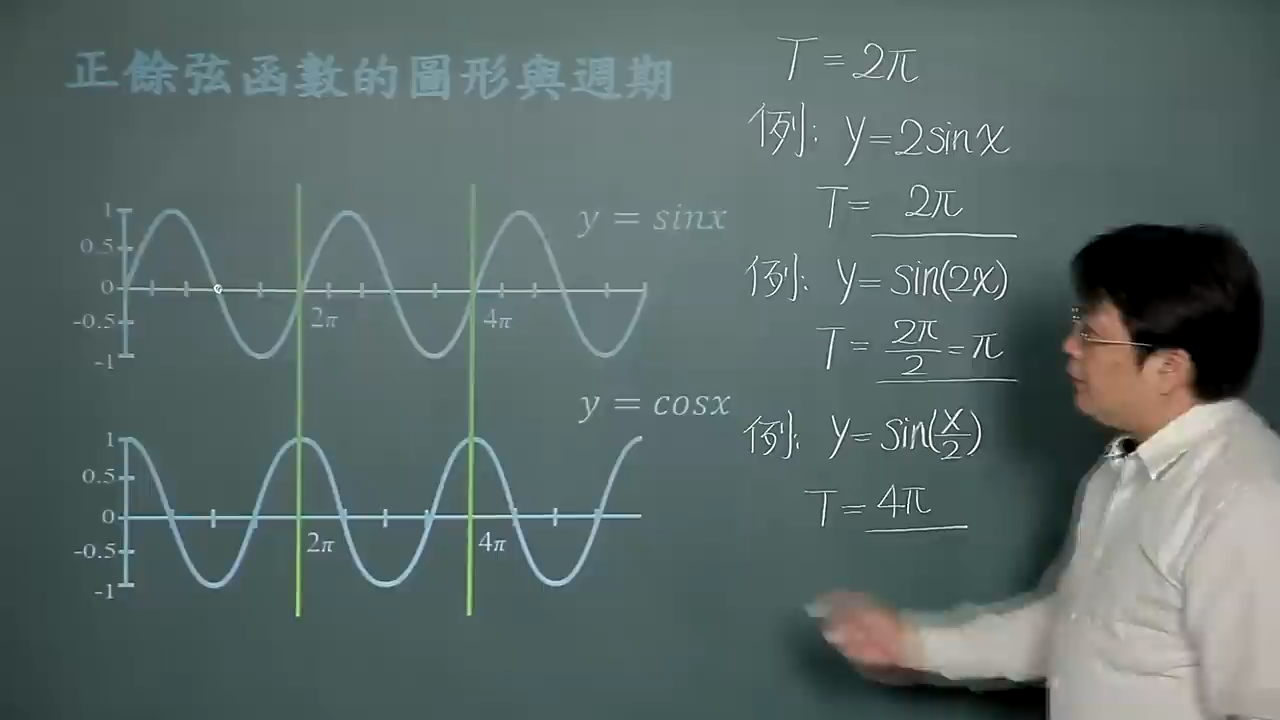 正餘弦函數的圖形與週期
1
0.5
0
-0.5
-1
2π
4π
y = sinx
1
0.5
0
-0.5
-1
2π
4π
y = cosx
T = 2π
例: y=2sinx
T= 2π
例: y= sin(2x)
T= 2π/2 = π
例: y= sin(x/2)
T= 4π